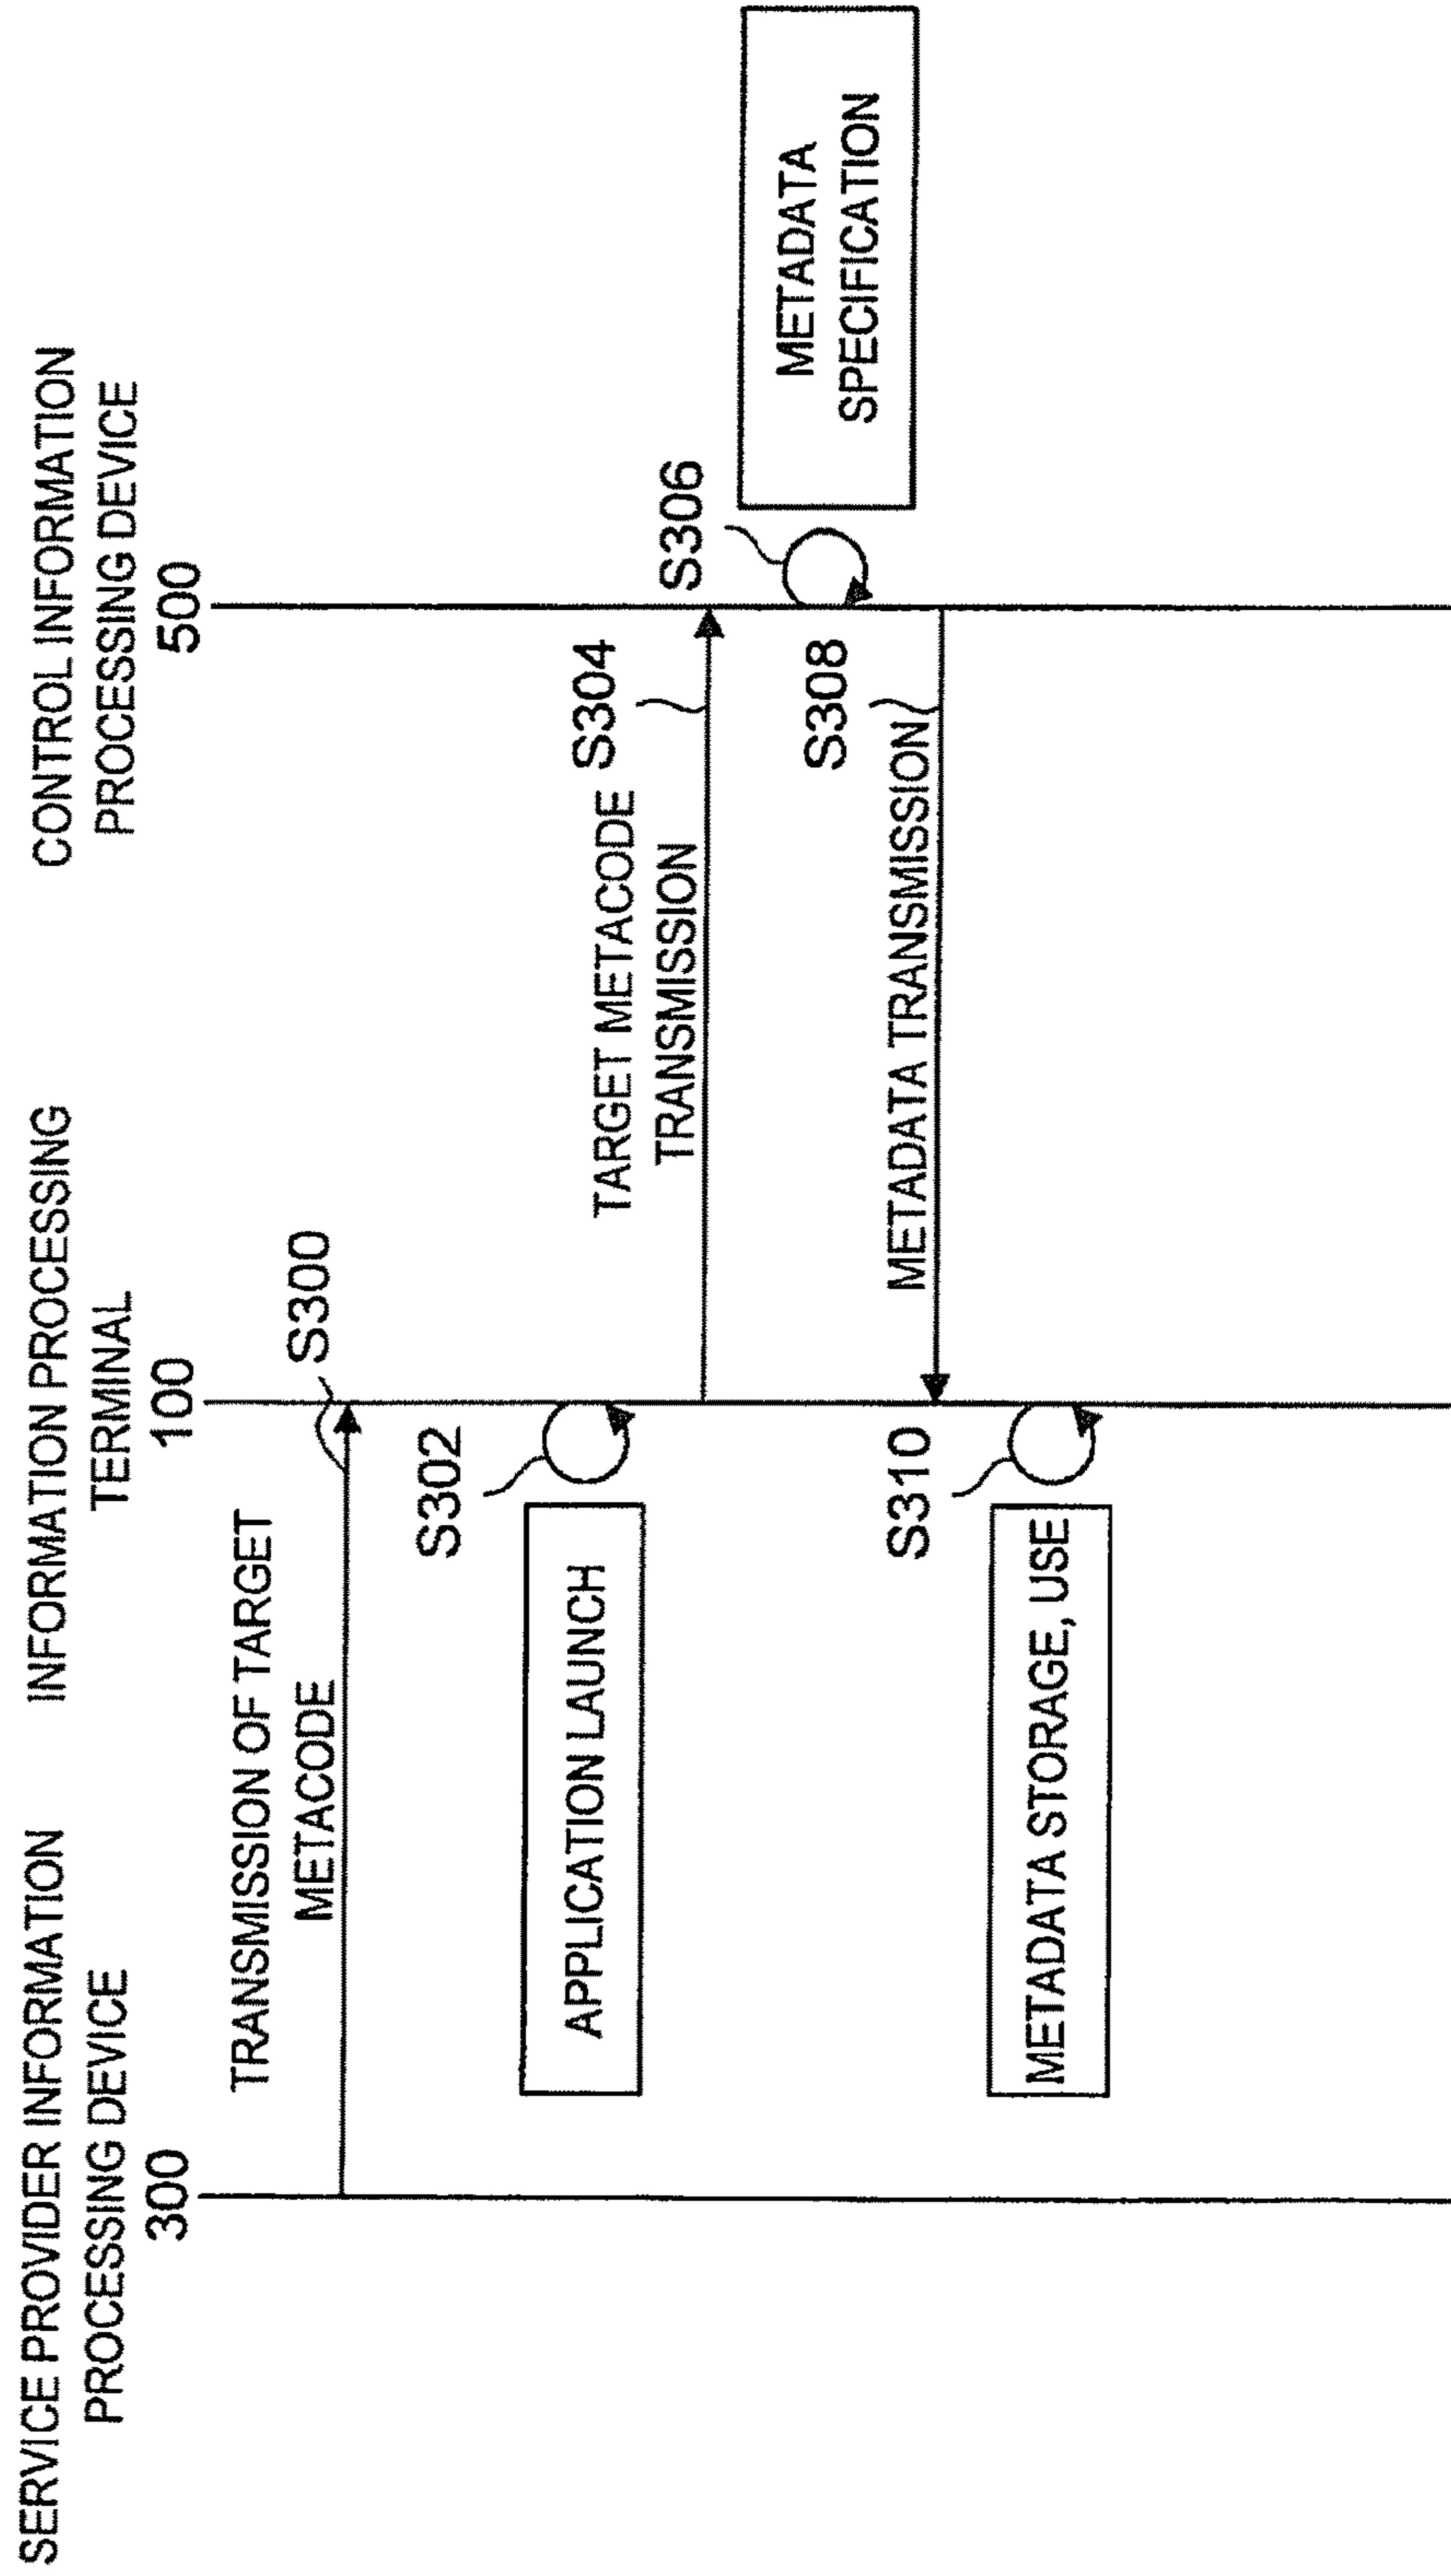 SERVICE PROVIDER INFORMATION
PROCESSING DEVICE
300
INFORMATION PROCESSING
TERMINAL
100
CONTROL INFORMATION
PROCESSING DEVICE
500
TRANSMISSION OF TARGET
METACODE
S300
S302
APPLICATION LAUNCH
TARGET METACODE
TRANSMISSION
S304
S306
METADATA
SPECIFICATION
S308
METADATA TRANSMISSION
S310
METADATA STORAGE, USE